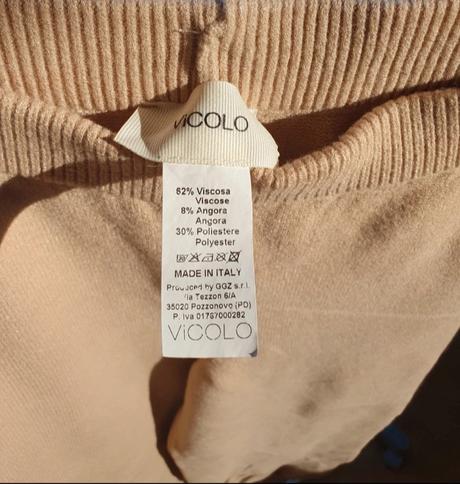 ViCOLO
62% Viscosa
Viscose
8% Angora
Angora
30% Poliestere
Polyester
MADE IN ITALY
Produced by GGZ s.r.l.
Via Tezzon 6/A
35020 Pozzonovo (PD)
P. Iva 01787000282
ViCOLO